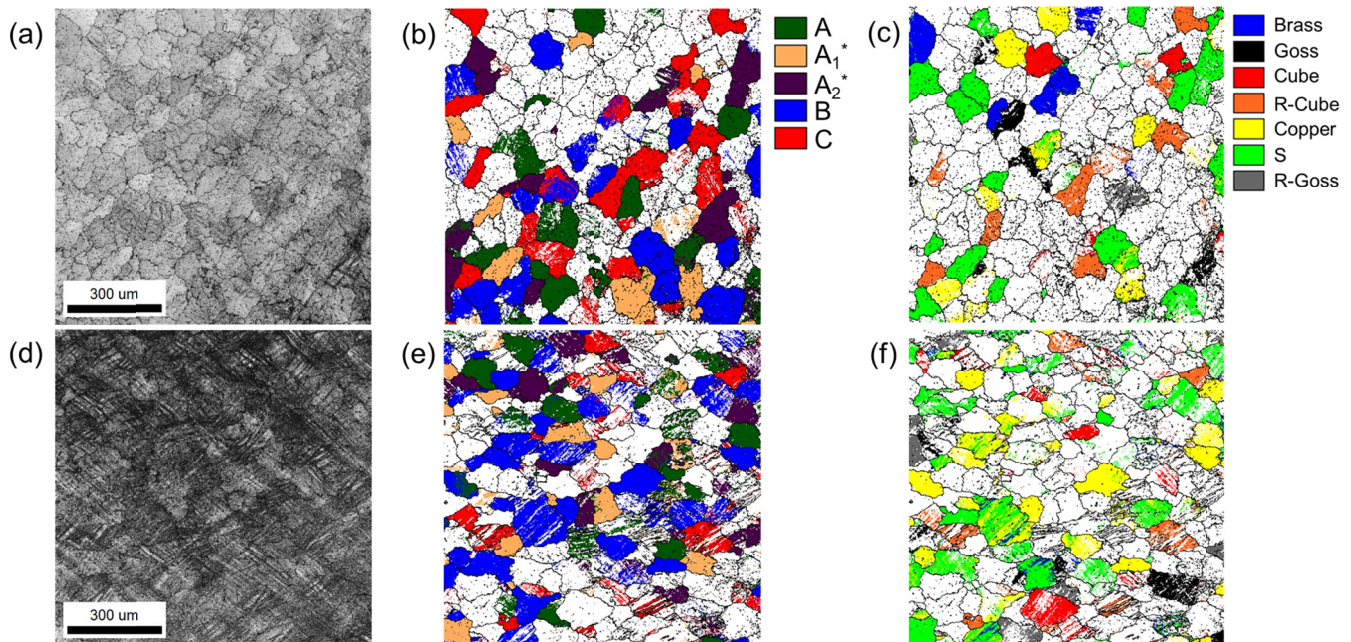 (a)
300 um
(b)
A
A₁*
A₂*
B
C
(c)
Brass
Goss
Cube
R-Cube
Copper
S
R-Goss
(d)
300 um
(e)
(f)